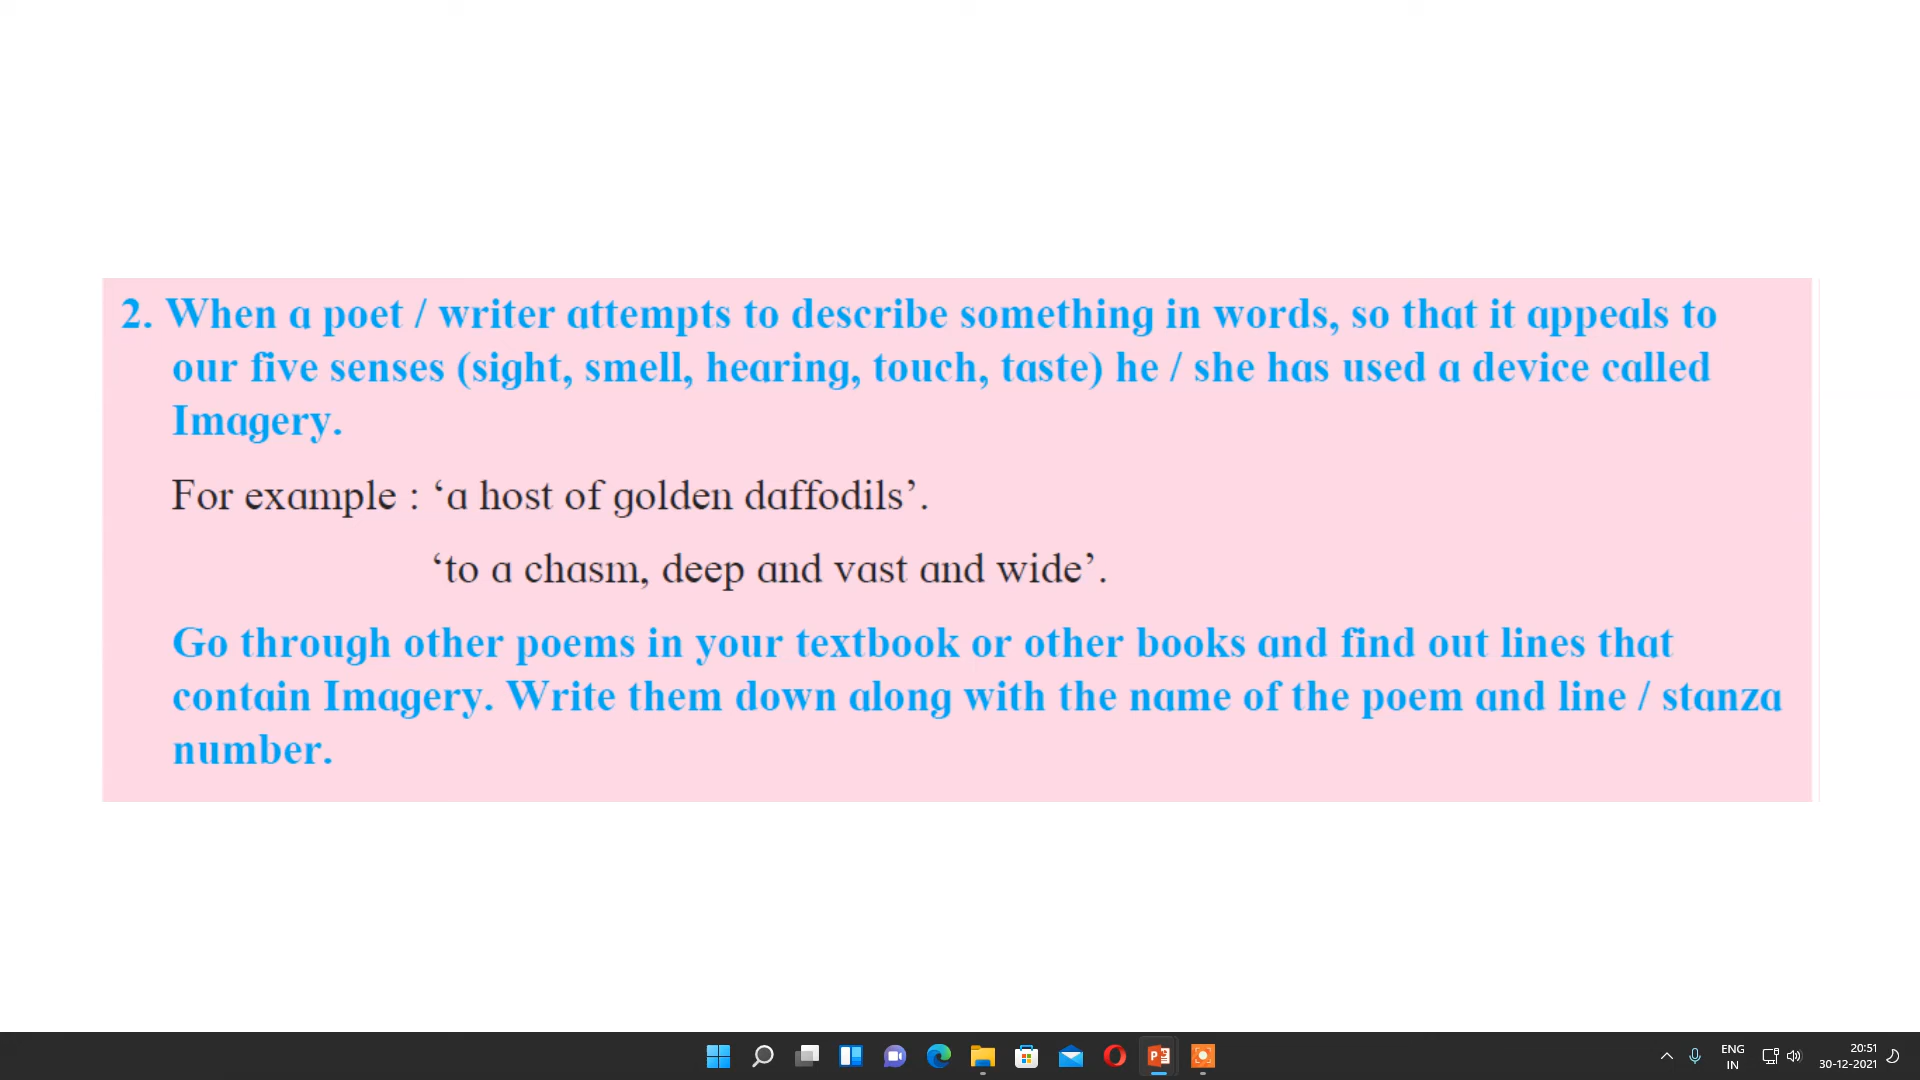 2. When a poet / writer attempts to describe something in words, so that it appeals to
our five senses (sight, smell, hearing, touch, taste) he / she has used a device called
Imagery.
For example : ‘a host of golden daffodils’.
‘to a chasm, deep and vast and wide’.
Go through other poems in your textbook or other books and find out lines that
contain Imagery. Write them down along with the name of the poem and line / stanza
number.
ENG
IN
20:51
30-12-2021